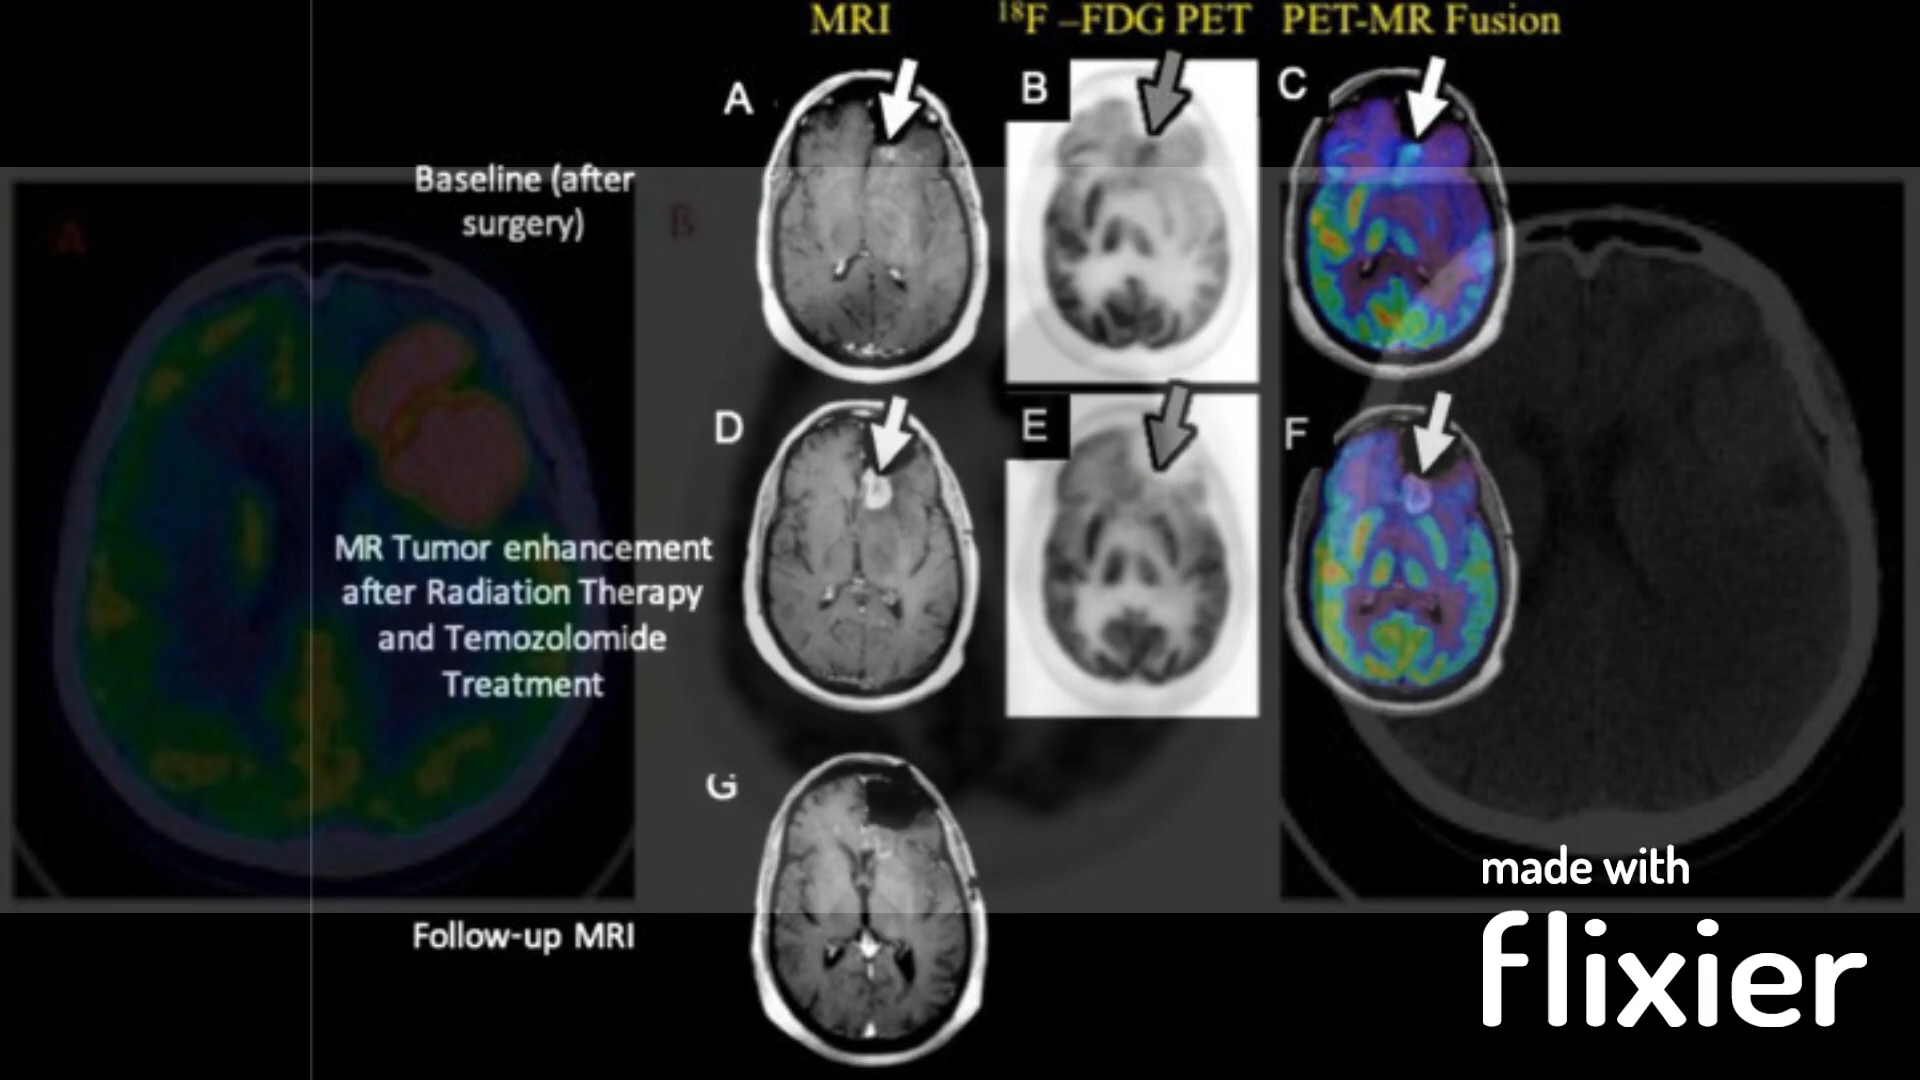 MRI
¹⁸F –FDG PET
PET-MR Fusion
A
B
C
Baseline (after
surgery)
A
B
D
E
F
MR Tumor enhancement
after Radiation Therapy
and Temozolomide
Treatment
G
Follow-up MRI
made with
flixier